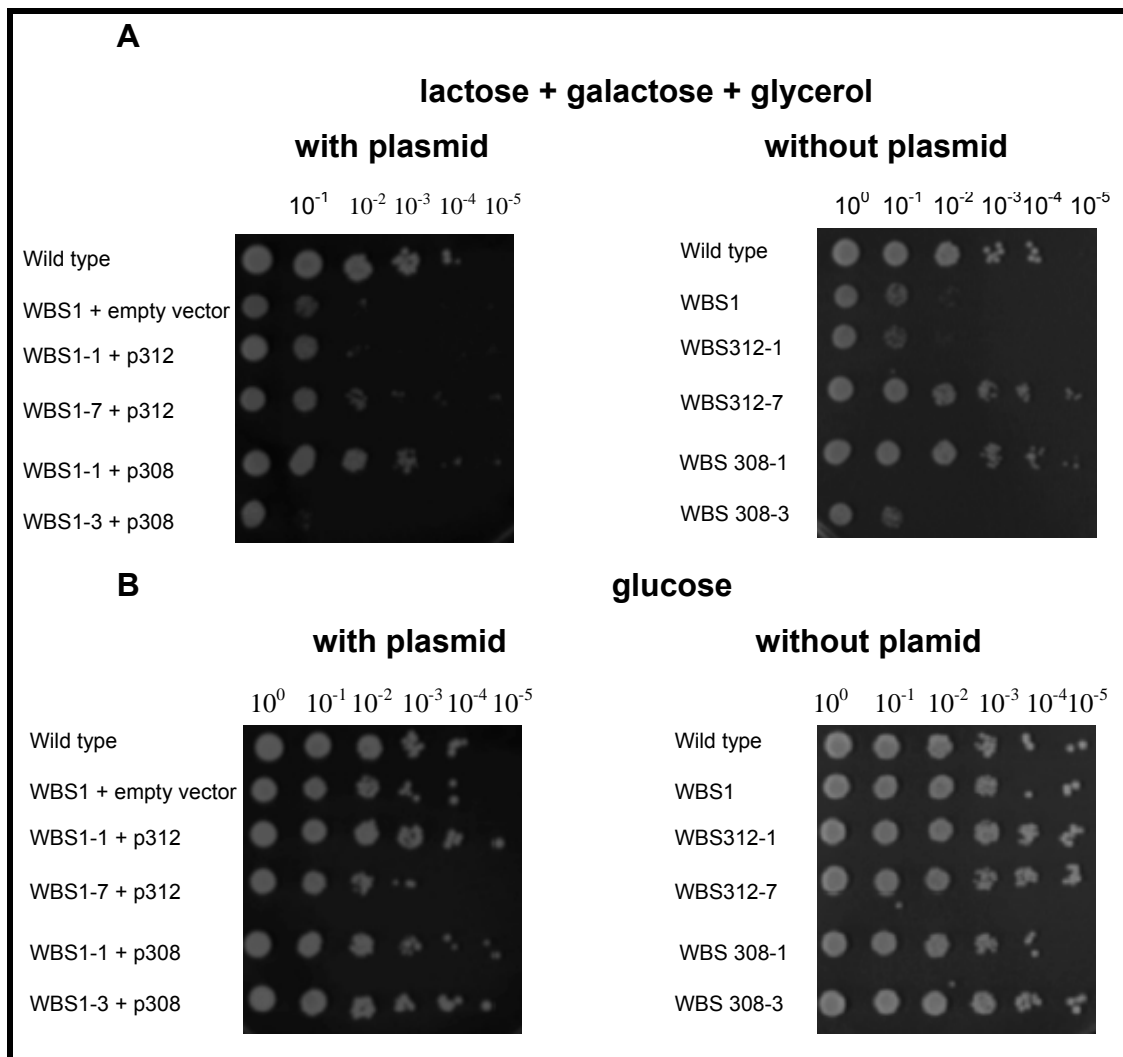 A
lactose + galactose + glycerol
with plasmid
10⁻¹ 10⁻² 10⁻³ 10⁻⁴ 10⁻⁵
Wild type
WBS1 + empty vector
WBS1-1 + p312
WBS1-7 + p312
WBS1-1 + p308
WBS1-3 + p308
without plasmid
10⁰ 10⁻¹ 10⁻² 10⁻³ 10⁻⁴ 10⁻⁵
Wild type
WBS1
WBS312-1
WBS312-7
WBS 308-1
WBS 308-3
B
glucose
with plasmid
10⁰ 10⁻¹ 10⁻² 10⁻³ 10⁻⁴ 10⁻⁵
Wild type
WBS1 + empty vector
WBS1-1 + p312
WBS1-7 + p312
WBS1-1 + p308
WBS1-3 + p308
without plamid
10⁰ 10⁻¹ 10⁻² 10⁻³ 10⁻⁴ 10⁻⁵
Wild type
WBS1
WBS312-1
WBS312-7
WBS 308-1
WBS 308-3